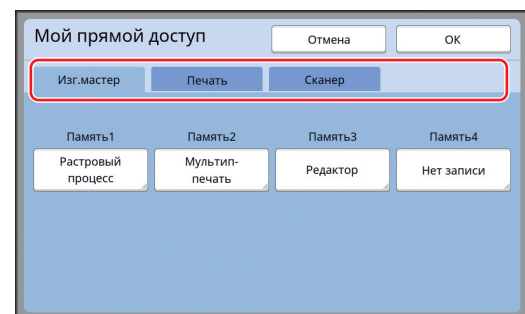 Мой прямой доступ
Отмена
ОК
Изг.мастер
Печать
Сканер
Память1
Память2
Память3
Память4
Растровый
процесс
Мультип-
печать
Редактор
Нет записи